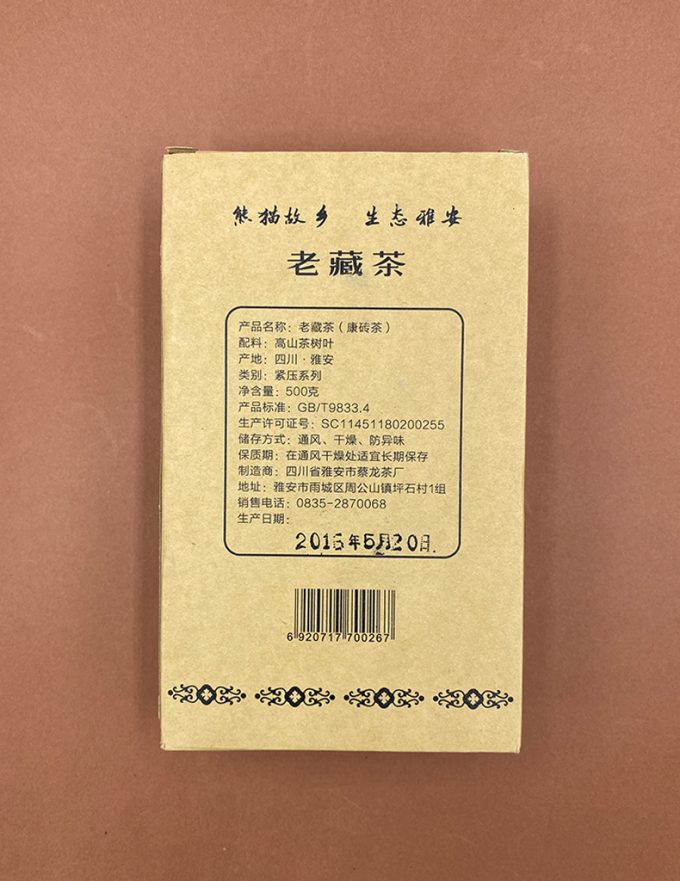 熊猫故乡 生态雅安
老藏茶
产品名称：老藏茶（康砖茶）
配料：高山茶树叶
产地：四川·雅安
类别：紧压系列
净含量：500克
产品标准：GB/T9833.4
生产许可证号：SC11451180200255
储存方式：通风、干燥、防异味
保质期：在通风干燥处适宜长期保存
制造商：四川省雅安市蔡龙茶厂
地址：雅安市雨城区周公山镇坪石村1组
销售电话：0835-2870068
生产日期：
2016年5月20日.
6 920717 700267